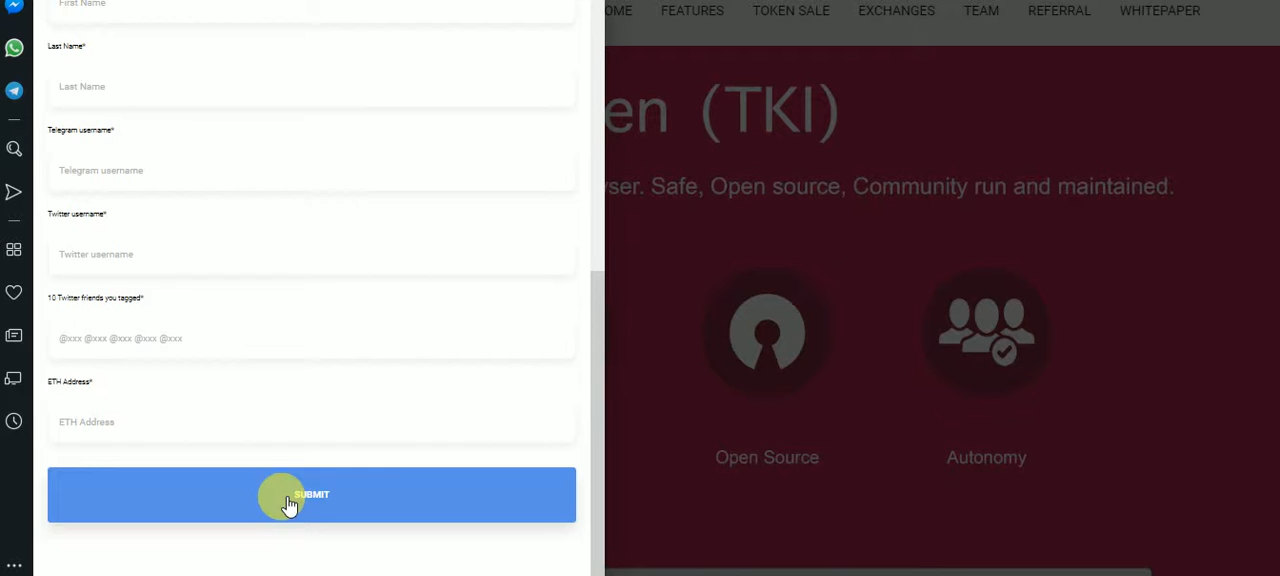 First Name
Last Name*
Last Name
Telegram username*
Telegram username
Twitter username*
Twitter username
10 Twitter friends you tagged*
@xxx @xxx @xxx @xxx @xxx
ETH Address*
ETH Address
SUBMIT
FEATURES TOKEN SALE EXCHANGES TEAM REFERRAL WHITEPAPER
en (TKI)
Safe, Open source, Community run and maintained.
Open Source Autonomy